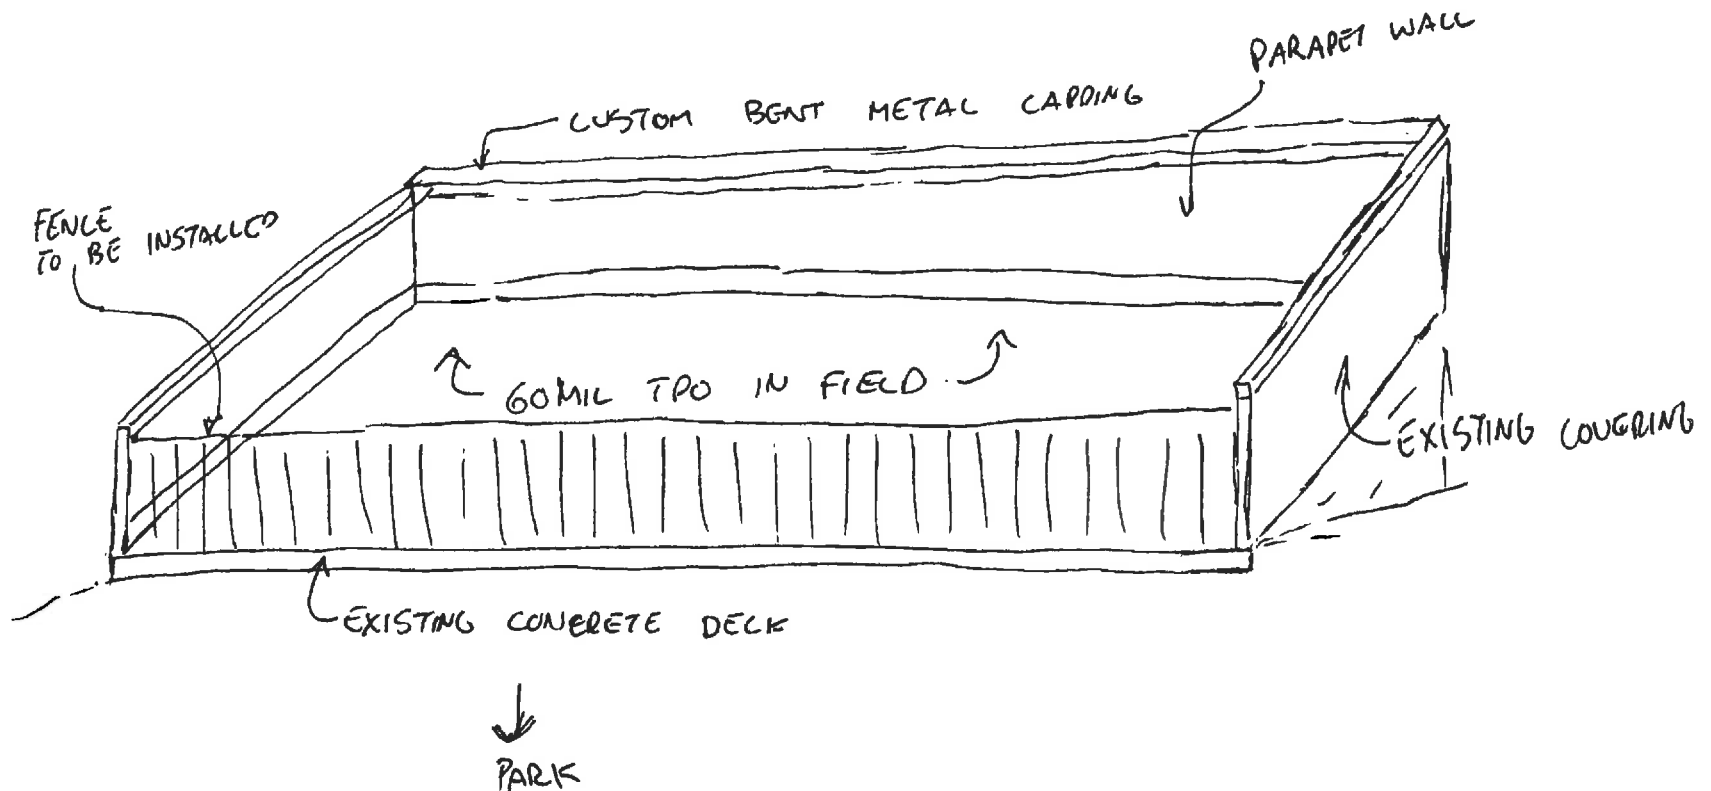 PARAPET WALL
CUSTOM BENT METAL CAPPING
FENCE
TO BE INSTALLED
60MIL TPO IN FIELD
EXISTING COVERING
EXISTING CONCRETE DECK
PARK